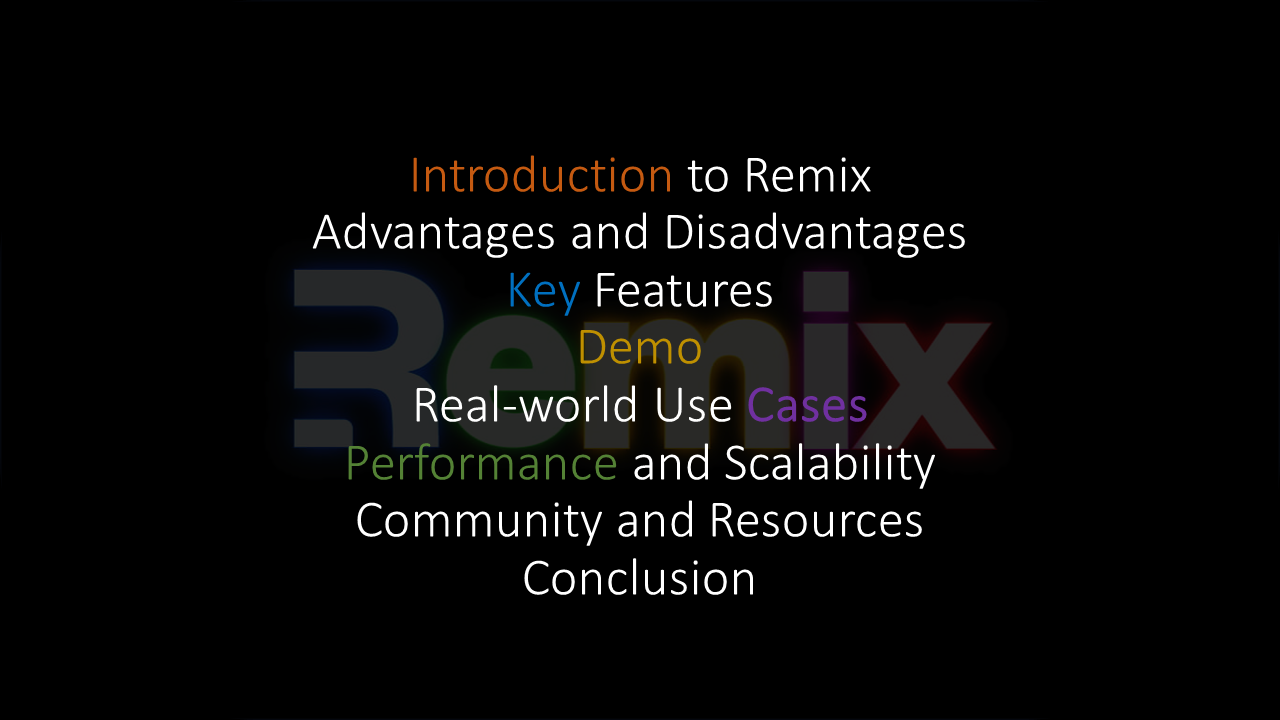 Introduction to Remix
Advantages and Disadvantages
Key Features
Demo
Real-world Use Cases
Performance and Scalability
Community and Resources
Conclusion
Remix